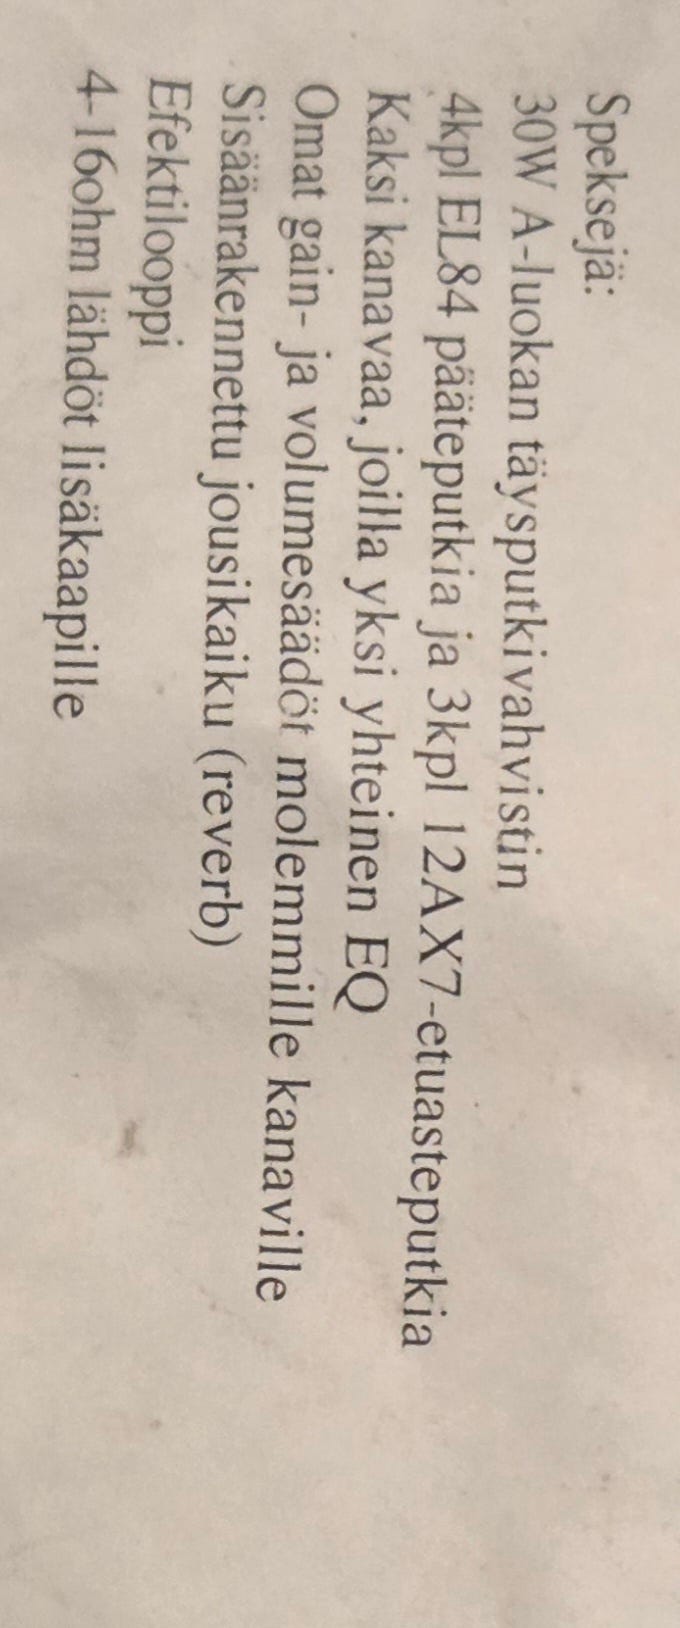 Speksejä:
30W A-luokan täysputkivahvistin
4kpl EL84 pääteputkia ja 3kpl 12AX7-etuasteputkia
Kaksi kanavaa, joilla yksi yhteinen EQ
Omat gain- ja volumesäädöt molemmille kanaville
Sisäänrakennettu jousikaiku (reverb)
Efektilooppi
4-16ohm lähdöt lisäkaapille